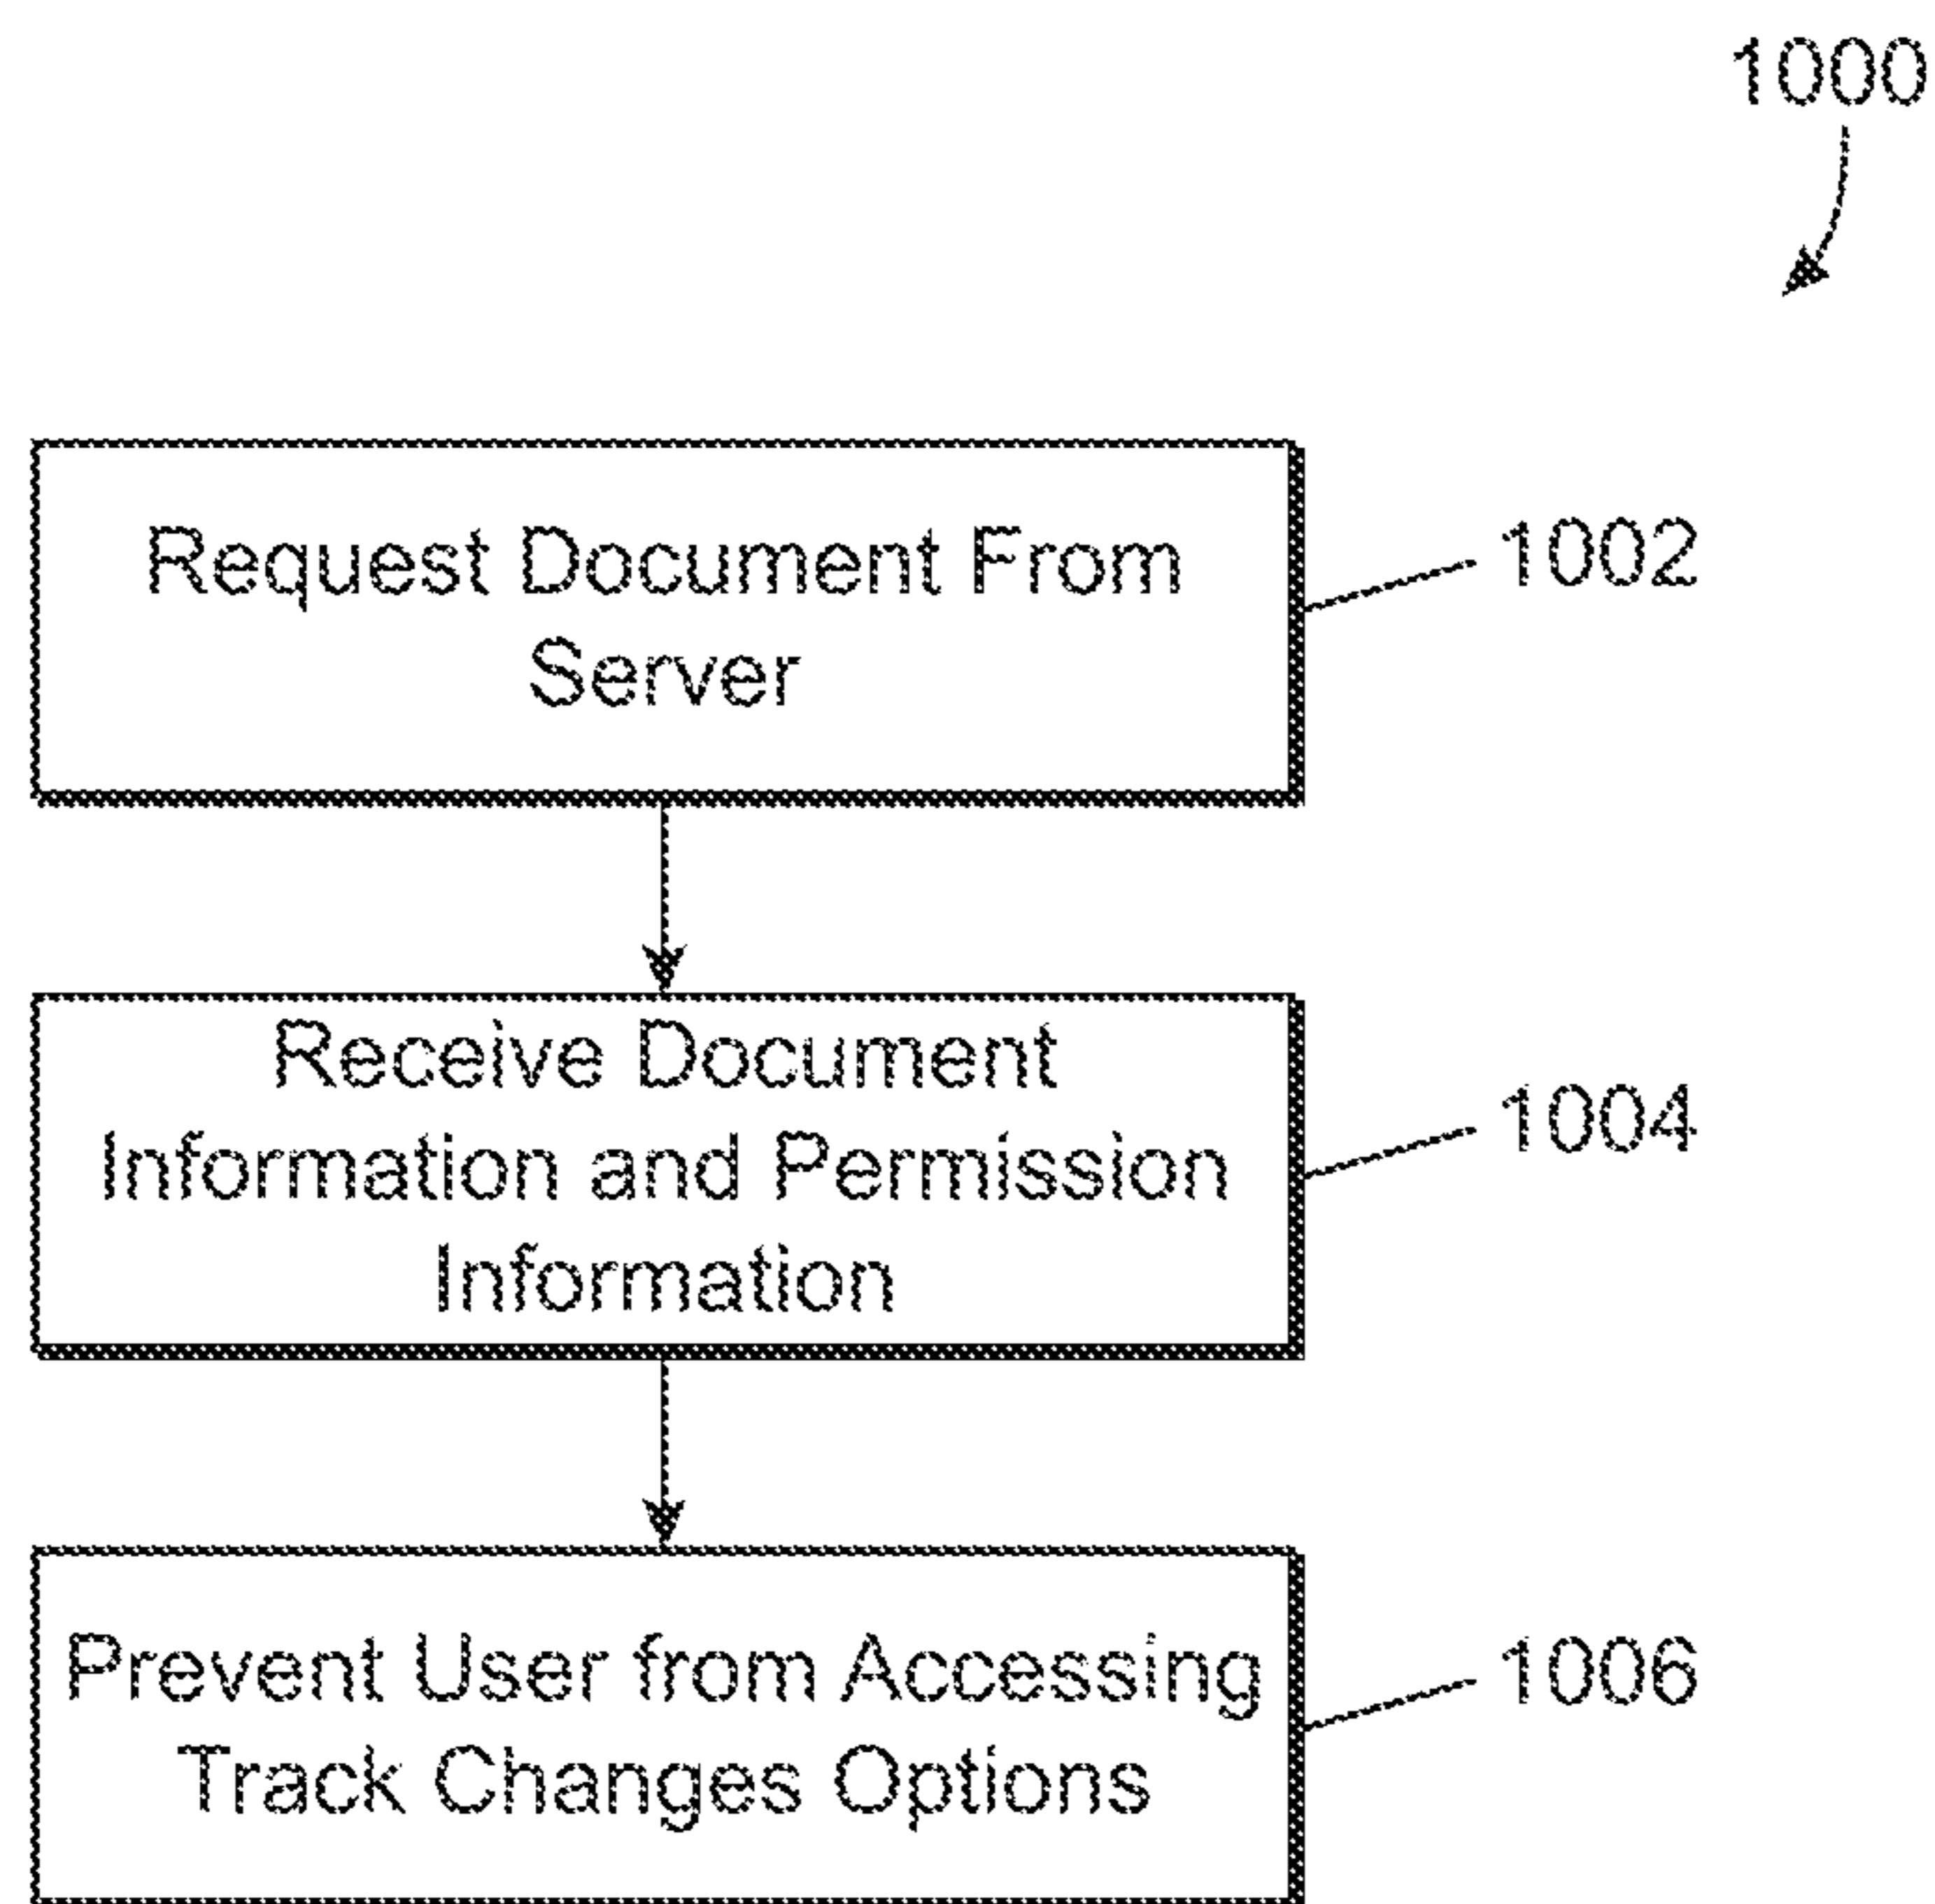 1000
Request Document From
Server
1002
Receive Document
Information and Permission
Information
1004
Prevent User from Accessing
Track Changes Options
1006